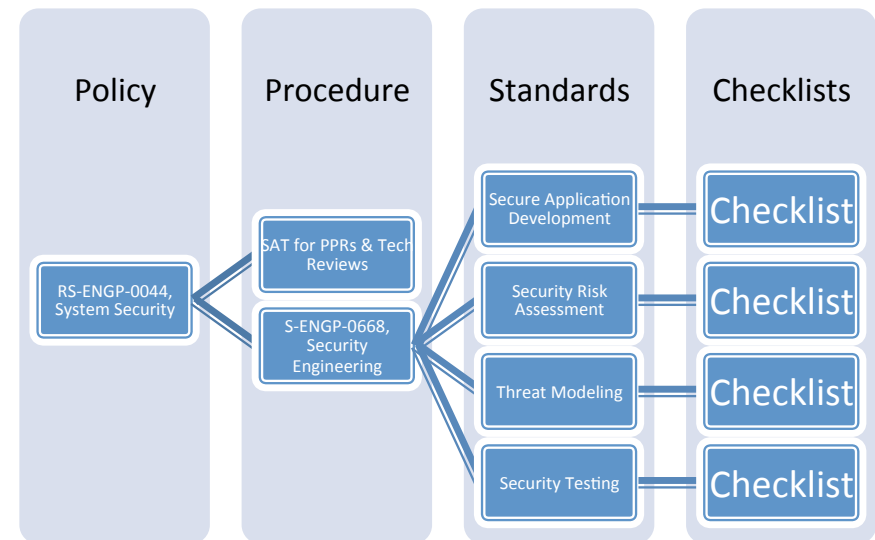 Policy
Procedure
Standards
Checklists
RS-ENGP-0044,
System Security
SAT for PPRs & Tech
Reviews
S-ENGP-0668,
Security
Engineering
Secure Application
Development
Security Risk
Assessment
Threat Modeling
Security Testing
Checklist
Checklist
Checklist
Checklist